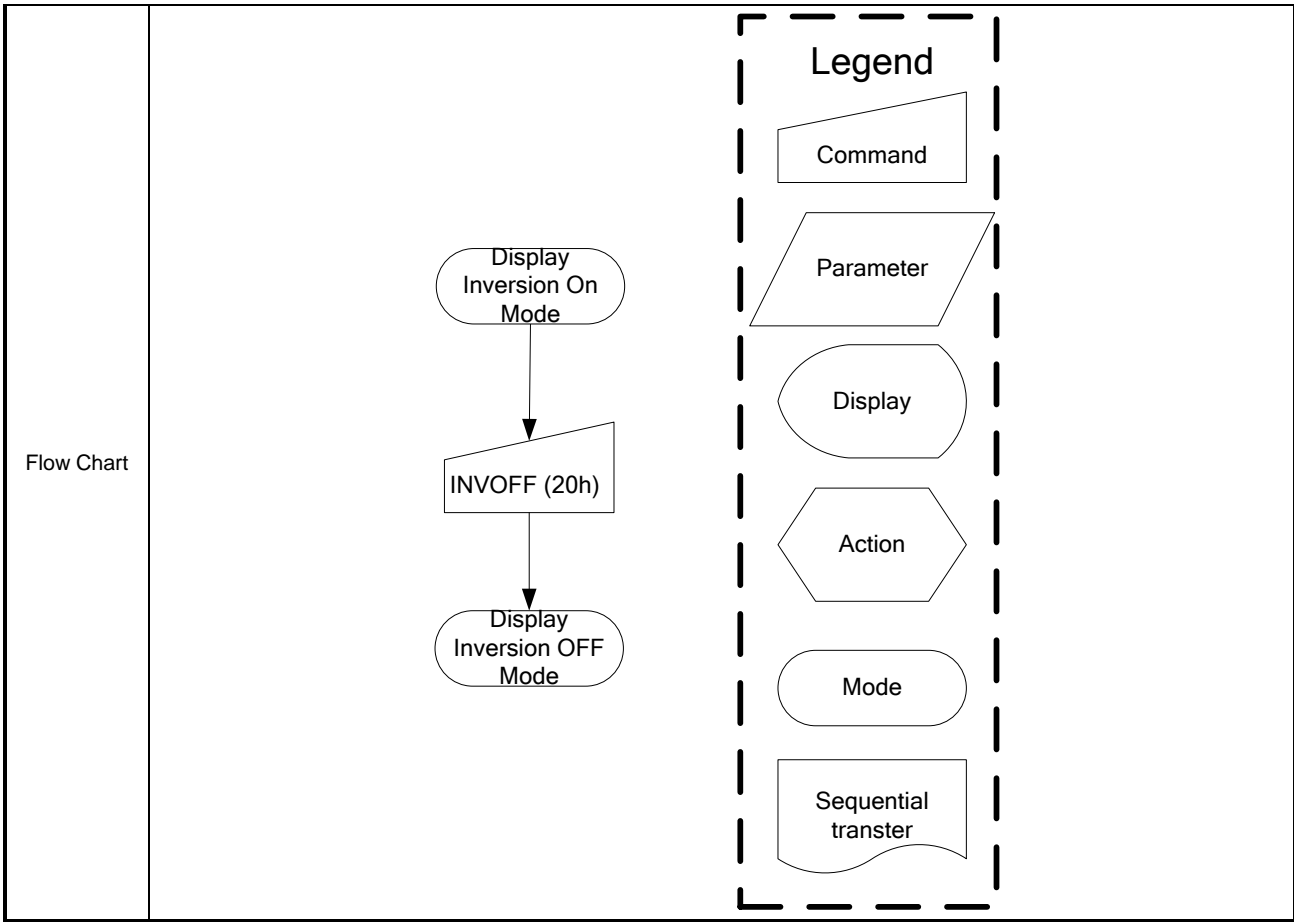 Flow Chart
Display
Inversion On
Mode
INVOFF (20h)
Display
Inversion OFF
Mode
Legend
Command
Parameter
Display
Action
Mode
Sequential
transter